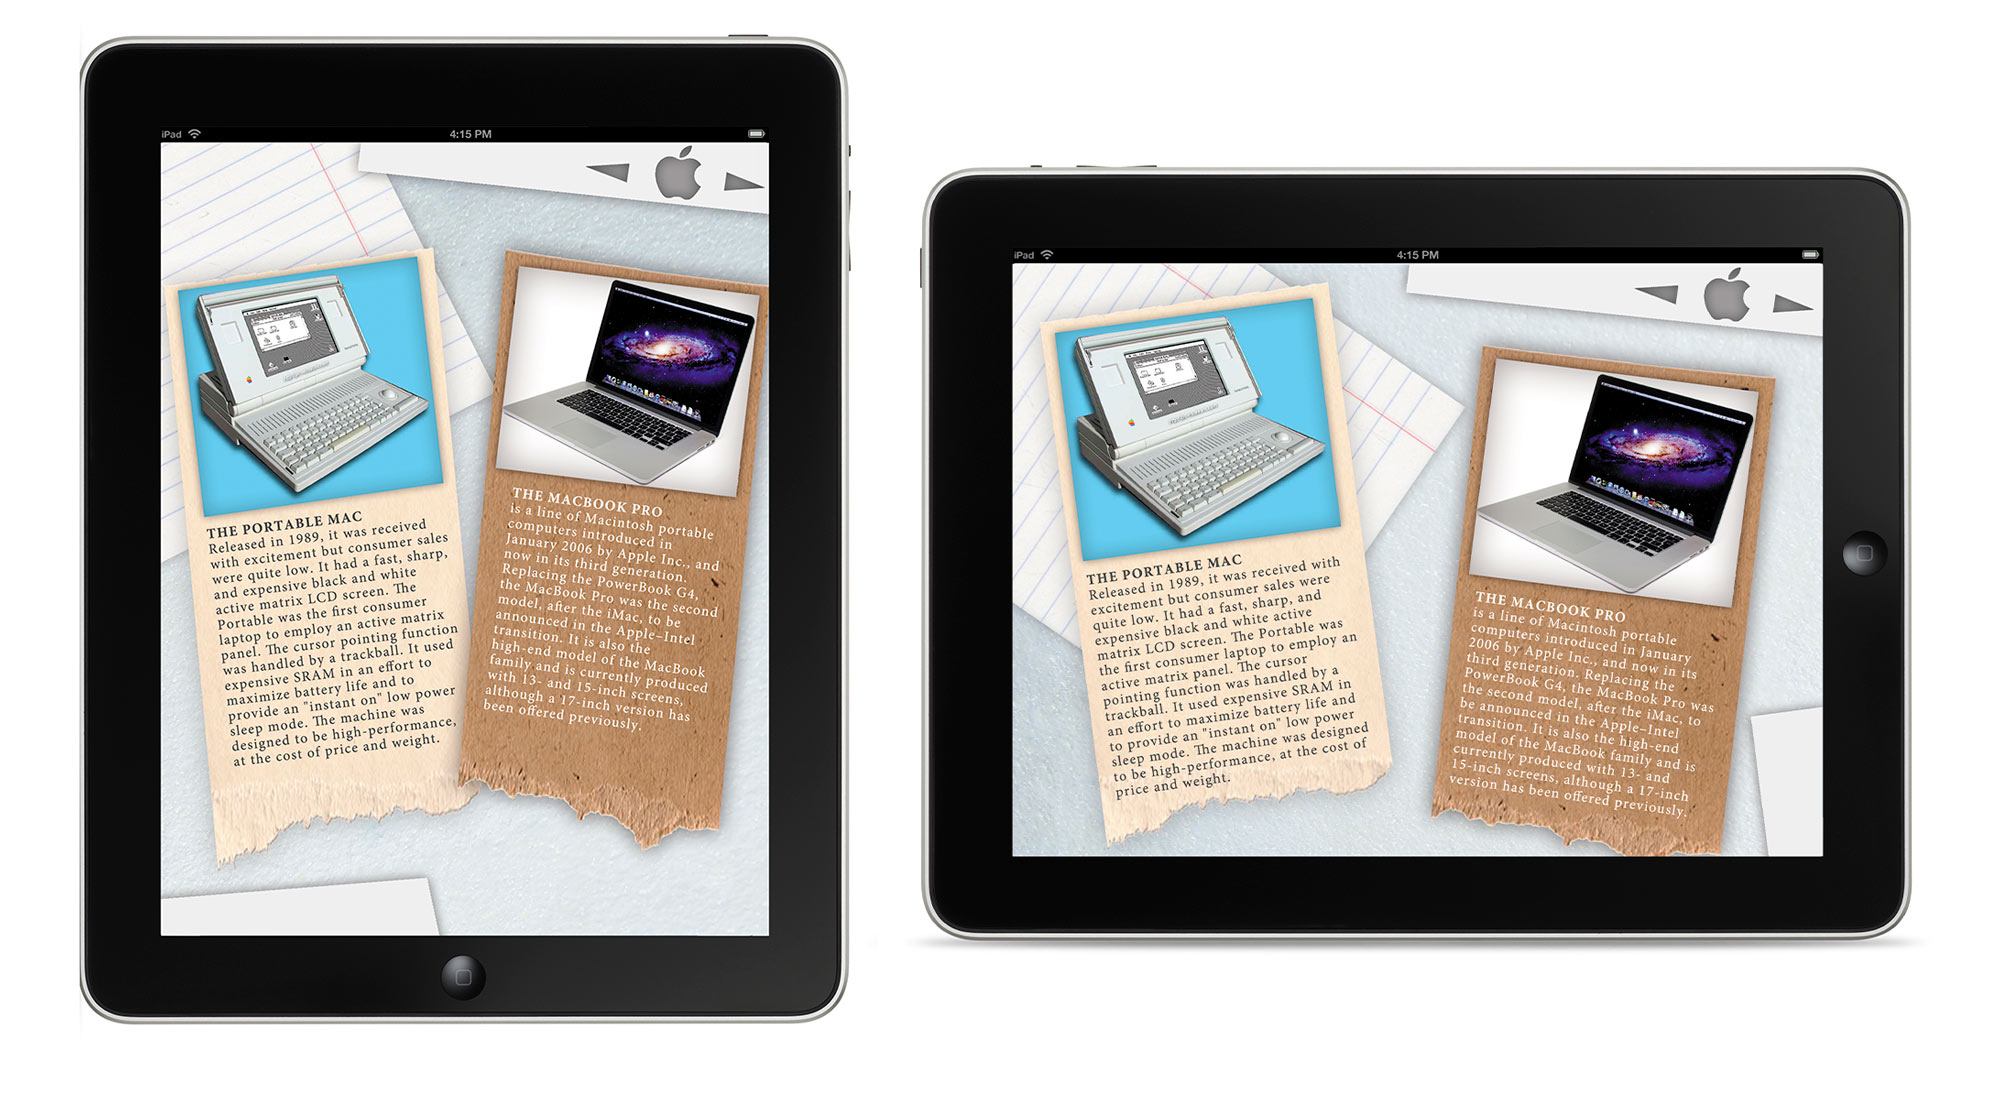 iPad
4:15 PM
THE PORTABLE MAC
Released in 1989, it was received
with excitement but consumer sales
were quite low. It had a fast, sharp,
and expensive black and white
active matrix LCD screen. The
Portable was the first consumer
laptop to employ an active matrix
panel. The cursor pointing function
was handled by a trackball. It used
expensive SRAM in an effort to
maximize battery life and to
provide an "instant on" low power
sleep mode. The machine was
designed to be high-performance,
at the cost of price and weight.
THE MACBOOK PRO
is a line of Macintosh portable
computers introduced in
January 2006 by Apple Inc., and
now in its third generation.
Replacing the PowerBook G4,
the MacBook Pro was the second
model, after the iMac, to be
announced in the Apple–Intel
transition. It is also the
high-end model of the MacBook
family and is currently produced
with 13- and 15-inch screens,
although a 17-inch version has
been offered previously.
iPad
4:15 PM
THE PORTABLE MAC
Released in 1989, it was received with
excitement but consumer sales were
quite low. It had a fast, sharp, and
expensive black and white active
matrix LCD screen. The Portable was
the first consumer laptop to employ an
active matrix panel. The cursor
pointing function was handled by a
trackball. It used expensive SRAM in
an effort to maximize battery life and
to provide an "instant on" low power
sleep mode. The machine was designed
to be high-performance, at the cost of
price and weight.
THE MACBOOK PRO
is a line of Macintosh portable
computers introduced in January
2006 by Apple Inc., and now in its
third generation. Replacing the
PowerBook G4, the MacBook Pro was
the second model, after the iMac, to
be announced in the Apple–Intel
transition. It is also the high-end
model of the MacBook family and is
currently produced with 13- and
15-inch screens, although a 17-inch
version has been offered previously.